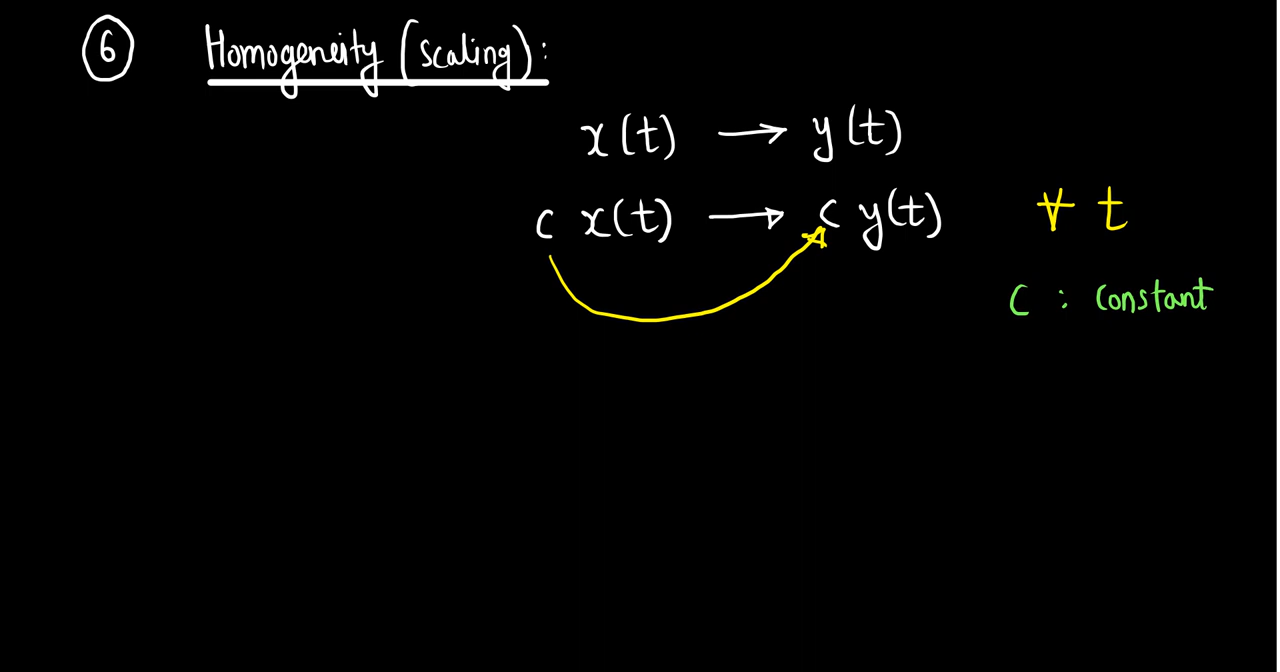 ⑥ Homogeneity (scaling):
x(t) → y(t)
c x(t) → c y(t) ∀ t
C : constant